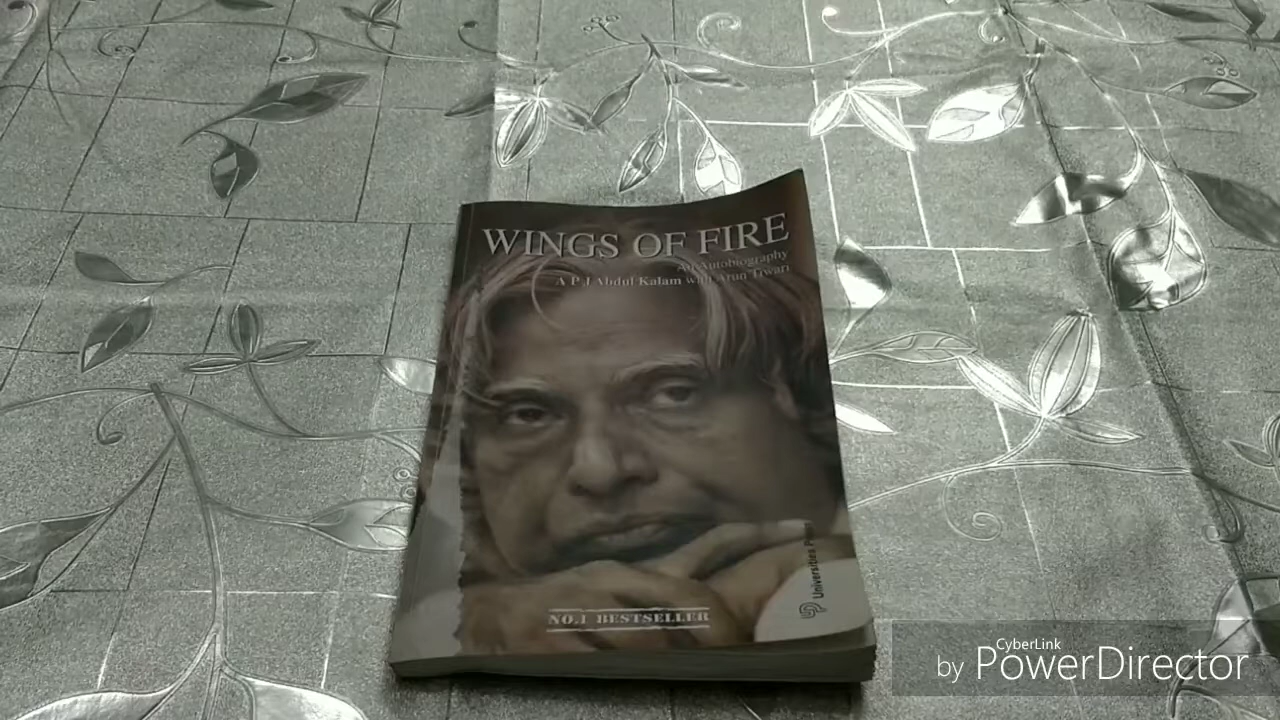 WINGS OF FIRE
An Autobiography
A P J Abdul Kalam with Arun Tiwari
Universities Press
NO.1 BESTSELLER
CyberLink
by PowerDirector